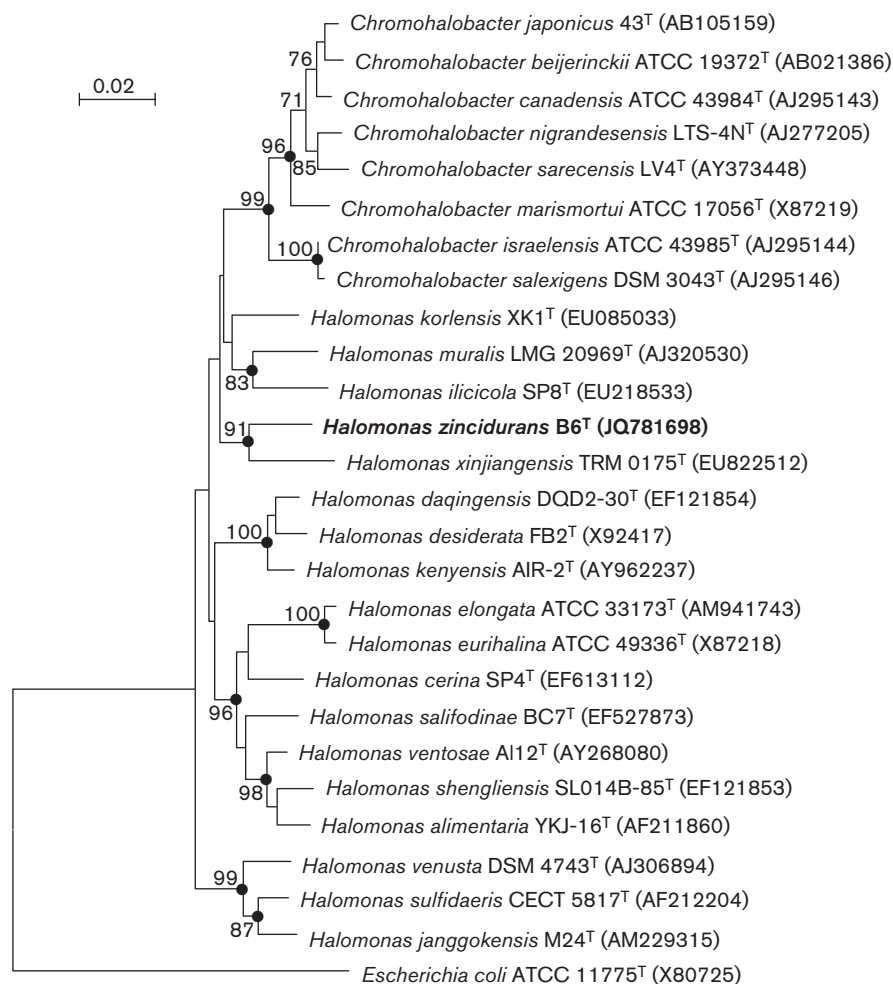 Chromohalobacter japonicus 43ᵀ (AB105159)
76
Chromohalobacter beijerinckii ATCC 19372ᵀ (AB021386)
0.02
71
Chromohalobacter canadensis ATCC 43984ᵀ (AJ295143)
Chromohalobacter nigrandesensis LTS-4Nᵀ (AJ277205)
96
85
Chromohalobacter sarecensis LV4ᵀ (AY373448)
99
Chromohalobacter marismortui ATCC 17056ᵀ (X87219)
100
Chromohalobacter israelensis ATCC 43985ᵀ (AJ295144)
Chromohalobacter salexigens DSM 3043ᵀ (AJ295146)
Halomonas korlensis XK1ᵀ (EU085033)
Halomonas muralis LMG 20969ᵀ (AJ320530)
83
Halomonas ilicicola SP8ᵀ (EU218533)
91
Halomonas zincidurans B6ᵀ (JQ781698)
Halomonas xinjiangensis TRM 0175ᵀ (EU822512)
Halomonas daqingensis DQD2-30ᵀ (EF121854)
100
Halomonas desiderata FB2ᵀ (X92417)
Halomonas kenyensis AIR-2ᵀ (AY962237)
100
Halomonas elongata ATCC 33173ᵀ (AM941743)
Halomonas eurihalina ATCC 49336ᵀ (X87218)
Halomonas cerina SP4ᵀ (EF613112)
96
Halomonas salifodinae BC7ᵀ (EF527873)
Halomonas ventosae Al12ᵀ (AY268080)
98
Halomonas shengliensis SL014B-85ᵀ (EF121853)
Halomonas alimentaria YKJ-16ᵀ (AF211860)
Halomonas venusta DSM 4743ᵀ (AJ306894)
99
Halomonas sulfidaeris CECT 5817ᵀ (AF212204)
87
Halomonas janggokensis M24ᵀ (AM229315)
Escherichia coli ATCC 11775ᵀ (X80725)